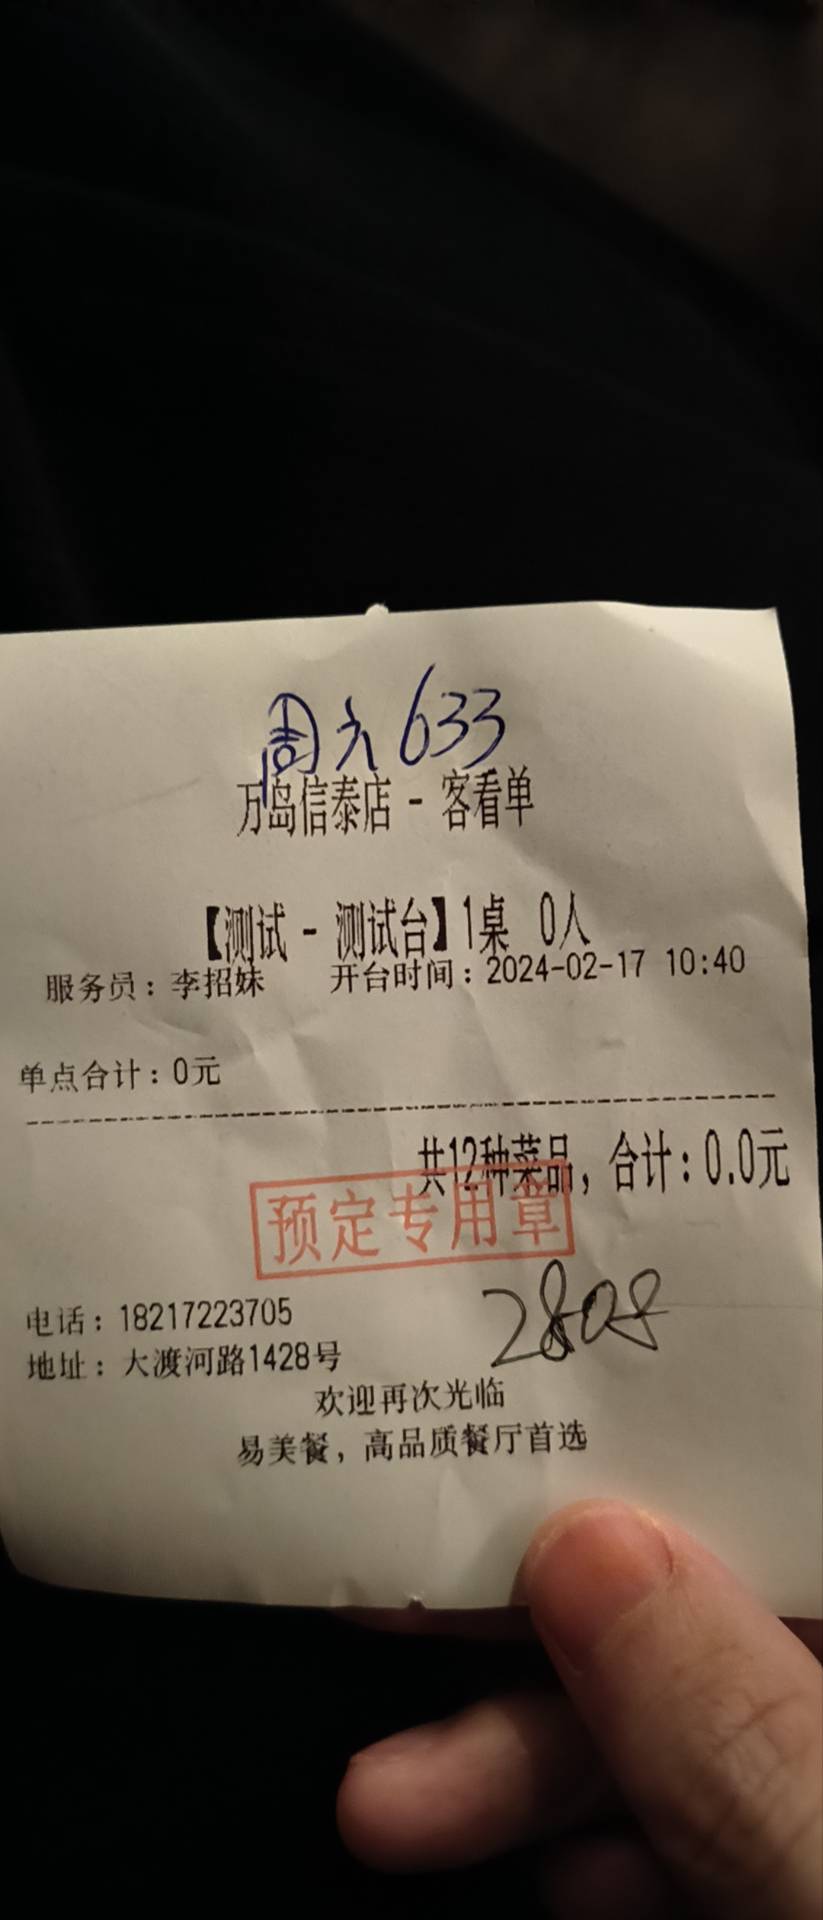 周六 633
万岛信泰店 - 客看单
【测试 - 测试台】1桌 0人
服务员：李招妹 开台时间：2024-02-17 10:40
单点合计：0元
共12种菜品，合计：0.0元
预定专用章
2808
电话：18217223705
地址：大渡河路1428号
欢迎再次光临
易美餐，高品质餐厅首选